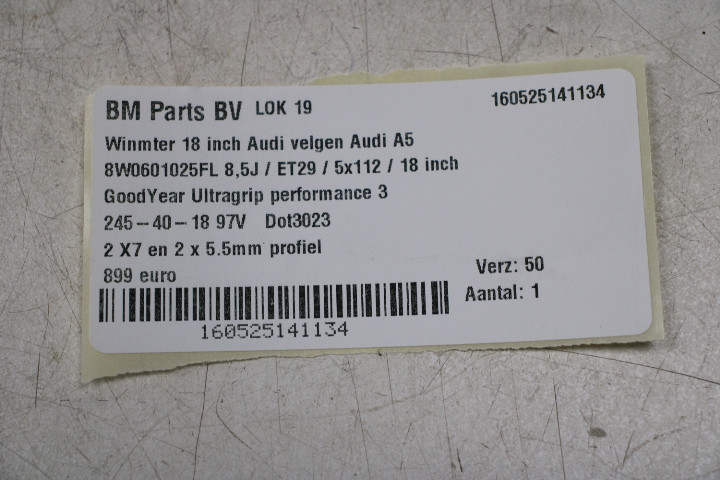 BM Parts BV LOK 19 160525141134
Winmter 18 inch Audi velgen Audi A5
8W0601025FL 8,5J / ET29 / 5x112 / 18 inch
GoodYear Ultragrip performance 3
245-40-18 97V Dot3023
2 X7 en 2 x 5.5mm profiel
899 euro
Verz: 50
Aantal: 1
160525141134